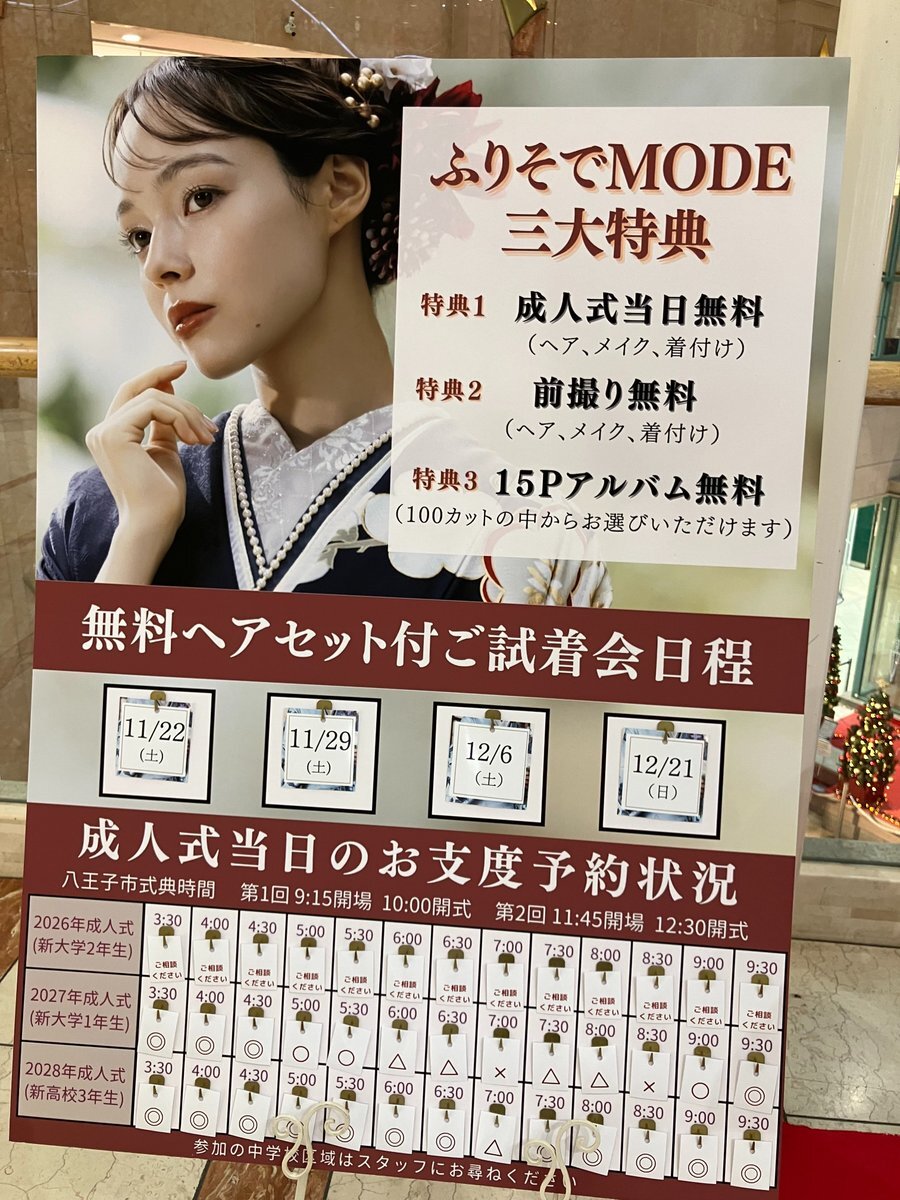 ふりそでMODE
三大特典
特典1 成人式当日無料
(ヘア、メイク、着付け)
特典2 前撮り無料
(ヘア、メイク、着付け)
特典3 15Pアルバム無料
(100カットの中からお選びいただけます)
無料ヘアセット付ご試着会日程
11/22 (土) 11/29 (土) 12/6 (土) 12/21 (日)
成人式当日のお支度予約状況
八王子市式典時間 第1回 9:15開場 10:00開式 第2回 11:45開場 12:30開式
2026年成人式 3:30 4:00 4:30 5:00 5:30 6:00 6:30 7:00 7:30 8:00 8:30 9:00 9:30
(新大学2年生) ご相談ください ご相談ください ご相談ください ご相談ください ご相談ください ご相談ください ご相談ください ご相談ください ご相談ください ご相談ください ご相談ください ご相談ください ご相談ください
2027年成人式 3:30 4:00 4:30 5:00 5:30 6:00 6:30 7:00 7:30 8:00 8:30 9:00 9:30
(新大学1年生) ◎ ◎ ◎ ○ ○ △ △ × △ △ × ○ ◎
2028年成人式 3:30 4:00 4:30 5:00 5:30 6:00 6:30 7:00 7:30 8:00 8:30 9:00 9:30
(新高校3年生) ◎ ◎ ◎ ◎ ◎ ◎ △ ◎ ◎ ◎ ◎
参加の中学校区域はスタッフにお尋ねください